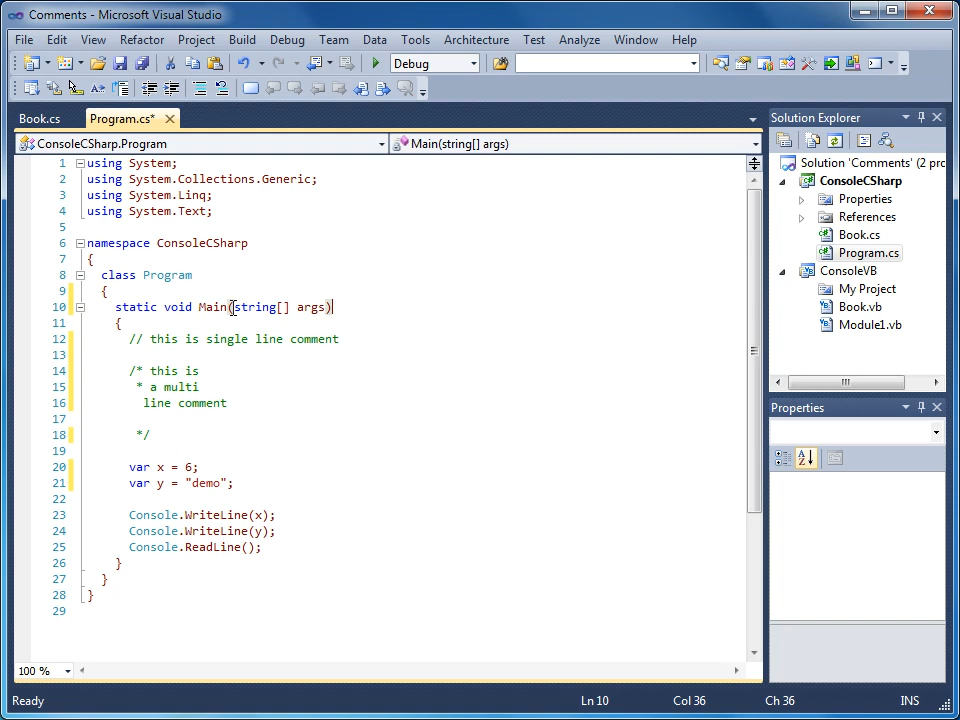 Comments - Microsoft Visual Studio
File Edit View Refactor Project Build Debug Team Data Tools Architecture Test Analyze Window Help
Debug
Book.cs Program.cs*
ConsoleCSharp.Program Main(string[] args)
1 using System;
2 using System.Collections.Generic;
3 using System.Linq;
4 using System.Text;
5
6 namespace ConsoleCSharp
7 {
8 class Program
9 {
10 static void Main(string[] args)
11 {
12 // this is single line comment
13
14 /* this is
15 * a multi
16 line comment
17
18 */
19
20 var x = 6;
21 var y = "demo";
22
23 Console.WriteLine(x);
24 Console.WriteLine(y);
25 Console.ReadLine();
26 }
27 }
28 }
29
100 %
Solution Explorer
Solution 'Comments' (2 pro
ConsoleCSharp
Properties
References
Book.cs
Program.cs
ConsoleVB
My Project
Book.vb
Module1.vb
Properties
Ready Ln 10 Col 36 Ch 36 INS